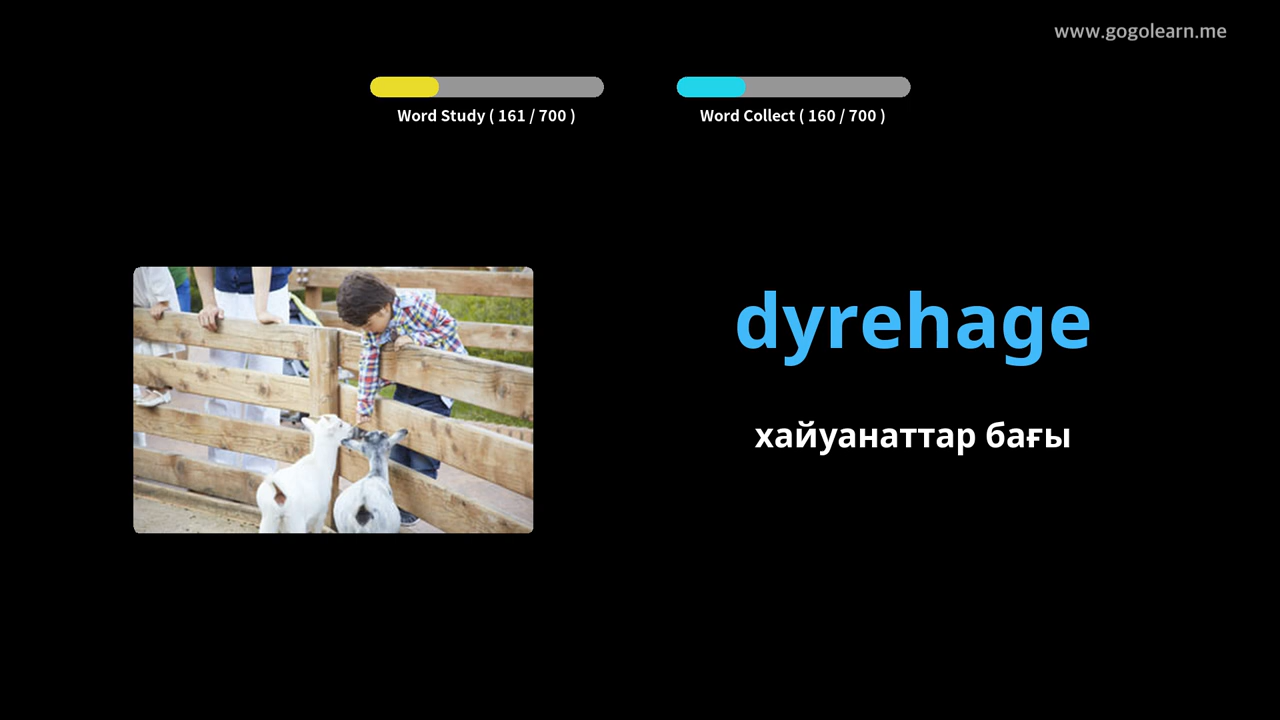 www.gogolearn.me
Word Study ( 161 / 700 )
Word Collect ( 160 / 700 )
dyrehage
хайуанаттар бағы